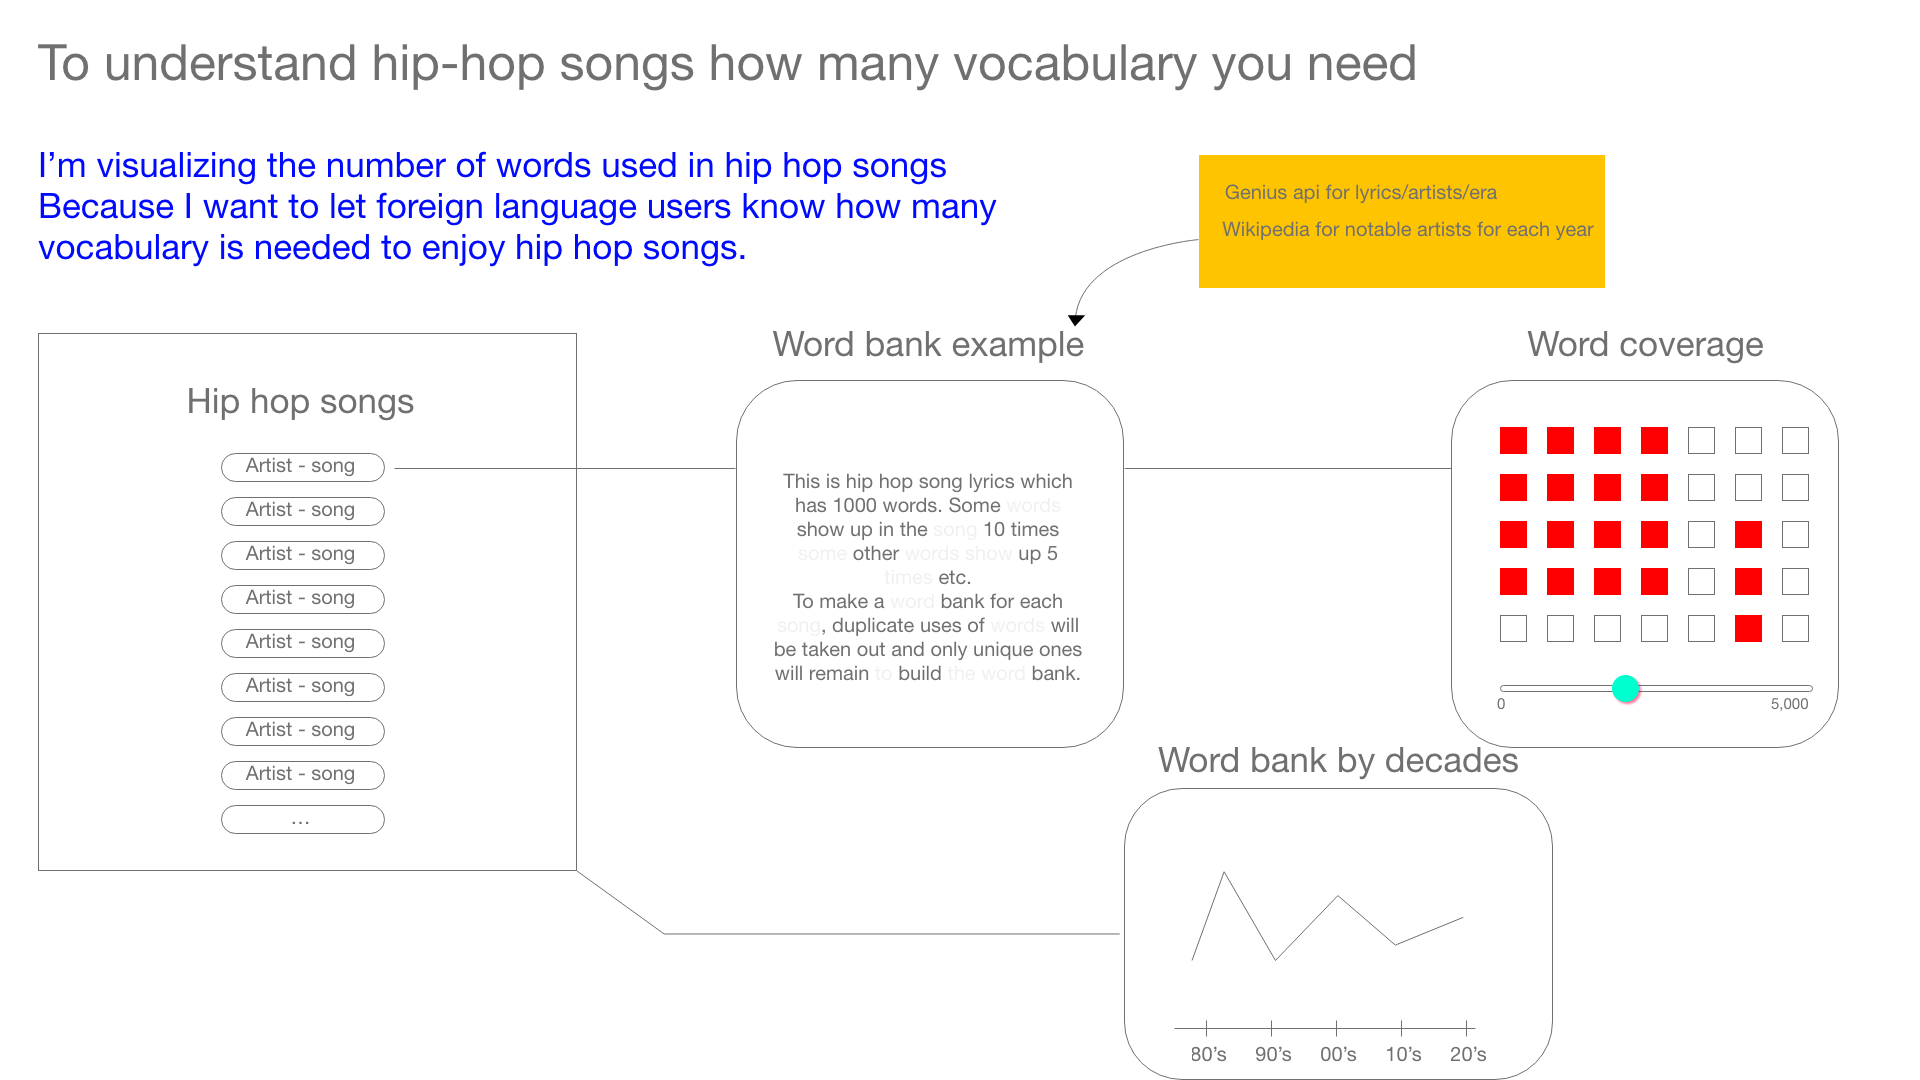 To understand hip-hop songs how many vocabulary you need
I'm visualizing the number of words used in hip hop songs
Because I want to let foreign language users know how many
vocabulary is needed to enjoy hip hop songs.
Genius api for lyrics/artists/era
Wikipedia for notable artists for each year
Hip hop songs
Artist - song
Artist - song
Artist - song
Artist - song
Artist - song
Artist - song
Artist - song
Artist - song
...
Word bank example
This is hip hop song lyrics which
has 1000 words. Some words
show up in the song 10 times
some other words show up 5
times etc.
To make a word bank for each
song, duplicate uses of words will
be taken out and only unique ones
will remain to build the word bank.
Word coverage
0
5,000
Word bank by decades
80's
90's
00's
10's
20's